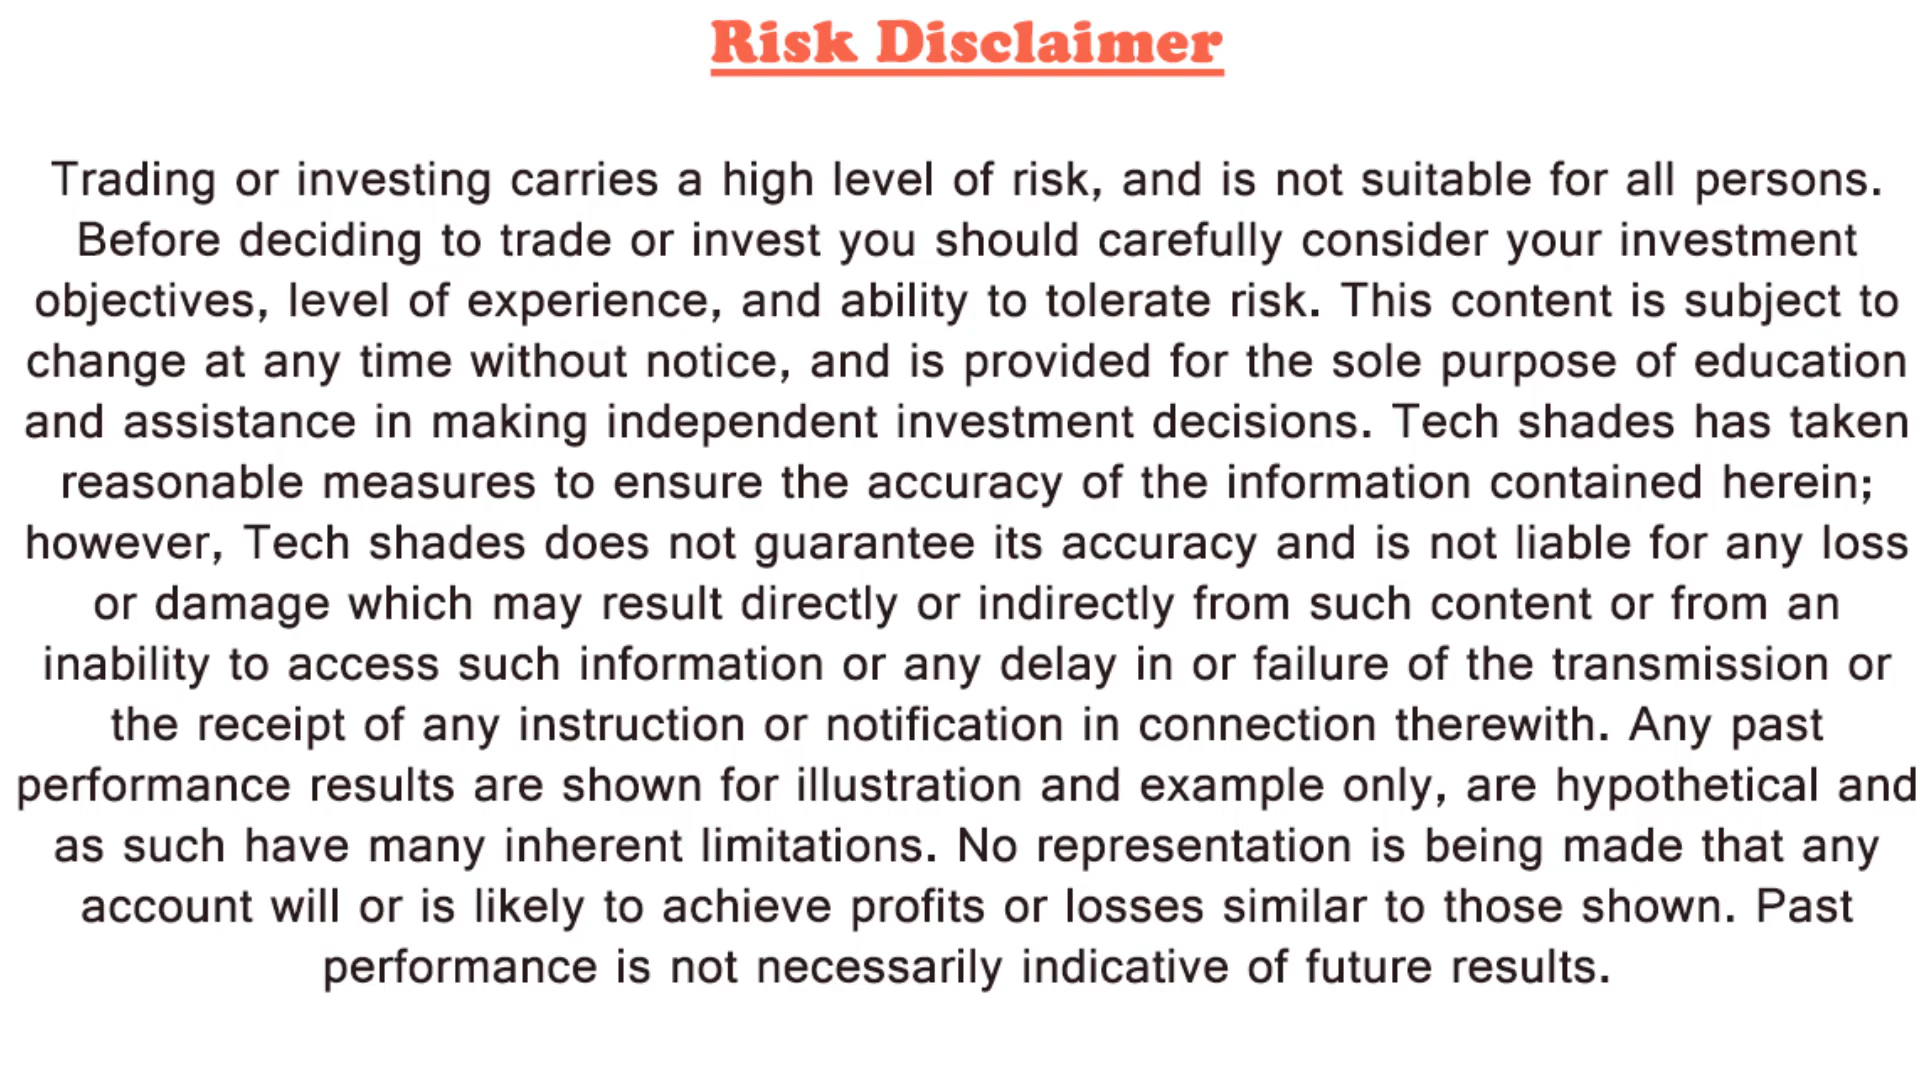 Risk Disclaimer
Trading or investing carries a high level of risk, and is not suitable for all persons.
Before deciding to trade or invest you should carefully consider your investment
objectives, level of experience, and ability to tolerate risk. This content is subject to
change at any time without notice, and is provided for the sole purpose of education
and assistance in making independent investment decisions. Tech shades has taken
reasonable measures to ensure the accuracy of the information contained herein;
however, Tech shades does not guarantee its accuracy and is not liable for any loss
or damage which may result directly or indirectly from such content or from an
inability to access such information or any delay in or failure of the transmission or
the receipt of any instruction or notification in connection therewith. Any past
performance results are shown for illustration and example only, are hypothetical and
as such have many inherent limitations. No representation is being made that any
account will or is likely to achieve profits or losses similar to those shown. Past
performance is not necessarily indicative of future results.